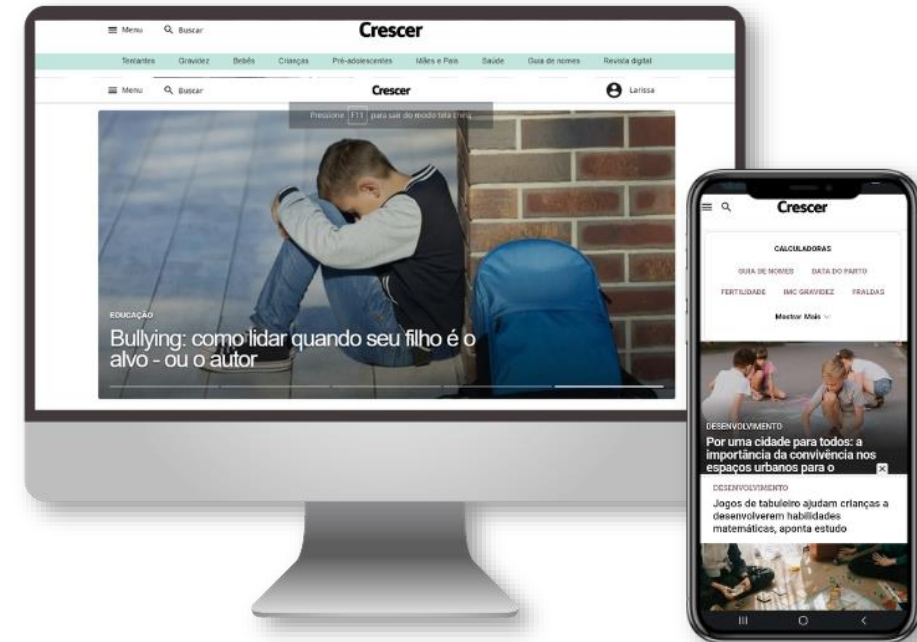 Menu Buscar Crescer
Tentantes Gravidez Bebês Crianças Pré-adolescentes Mães e Pais Saúde Guia de nomes Revista digital
Menu Buscar Crescer Larissa
Pressione F11 para sair do modo tela cheia
EDUCAÇÃO
Bullying: como lidar quando seu filho é o
alvo - ou o autor
Crescer
CALCULADORAS
GUIA DE NOMES DATA DO PARTO
FERTILIDADE IMC GRAVIDEZ FRALDAS
Mostrar Mais
DESENVOLVIMENTO
Por uma cidade para todos: a
importância da convivência nos
espaços urbanos para o
DESENVOLVIMENTO
Jogos de tabuleiro ajudam crianças a
desenvolverem habilidades
matemáticas, aponta estudo